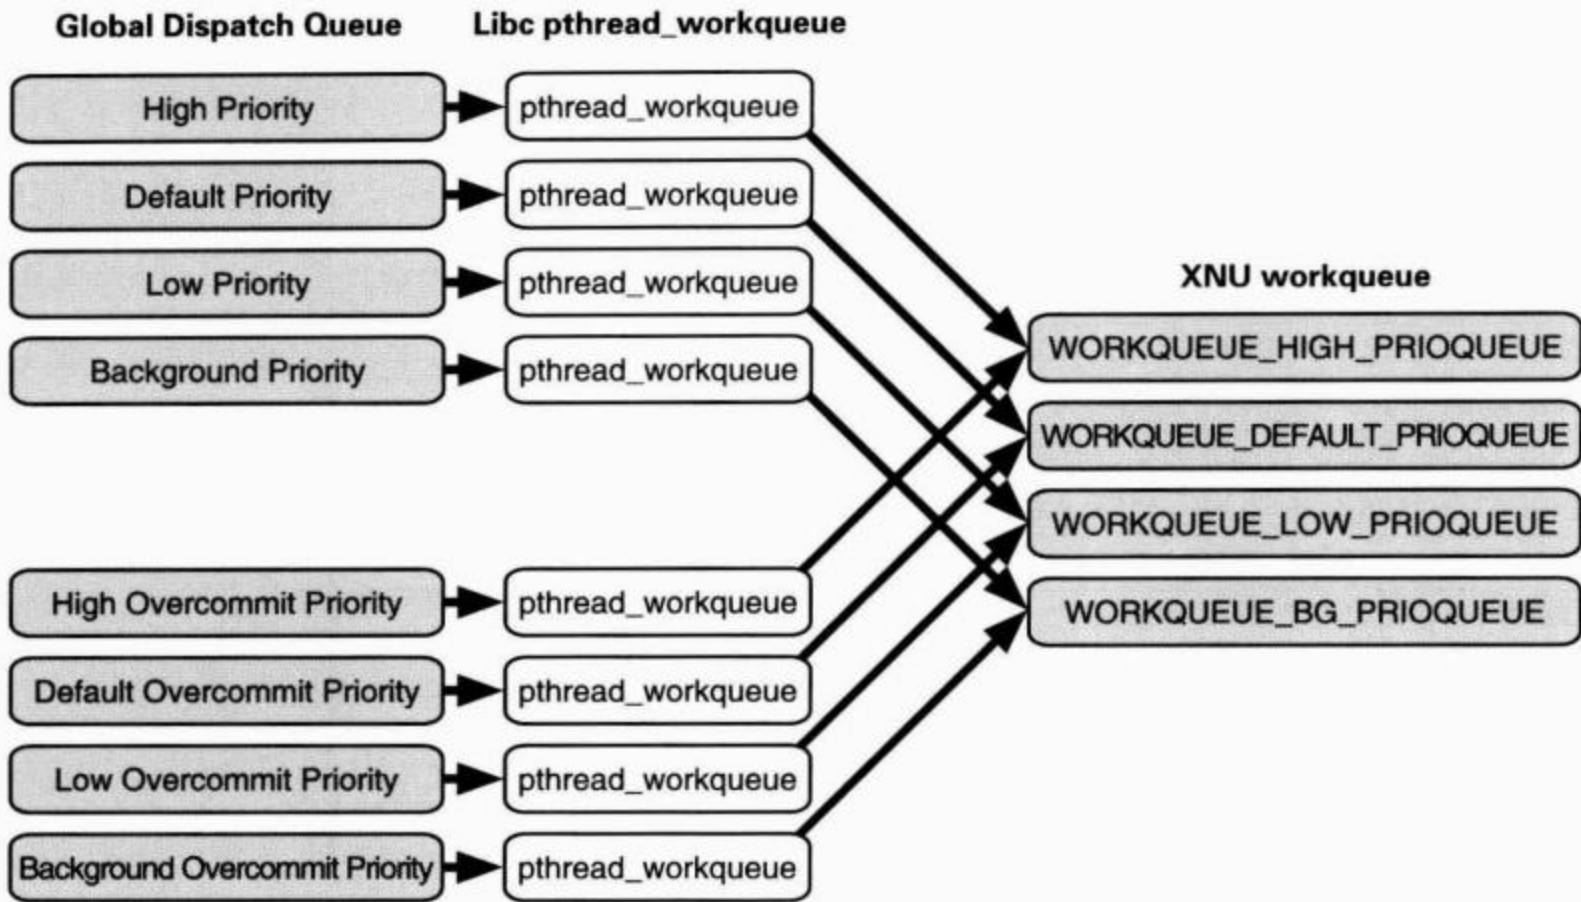 Global Dispatch Queue
Libc pthread_workqueue
High Priority
pthread_workqueue
Default Priority
pthread_workqueue
Low Priority
pthread_workqueue
Background Priority
pthread_workqueue
XNU workqueue
WORKQUEUE_HIGH_PRIOQUEUE
WORKQUEUE_DEFAULT_PRIOQUEUE
WORKQUEUE_LOW_PRIOQUEUE
WORKQUEUE_BG_PRIOQUEUE
High Overcommit Priority
pthread_workqueue
Default Overcommit Priority
pthread_workqueue
Low Overcommit Priority
pthread_workqueue
Background Overcommit Priority
pthread_workqueue